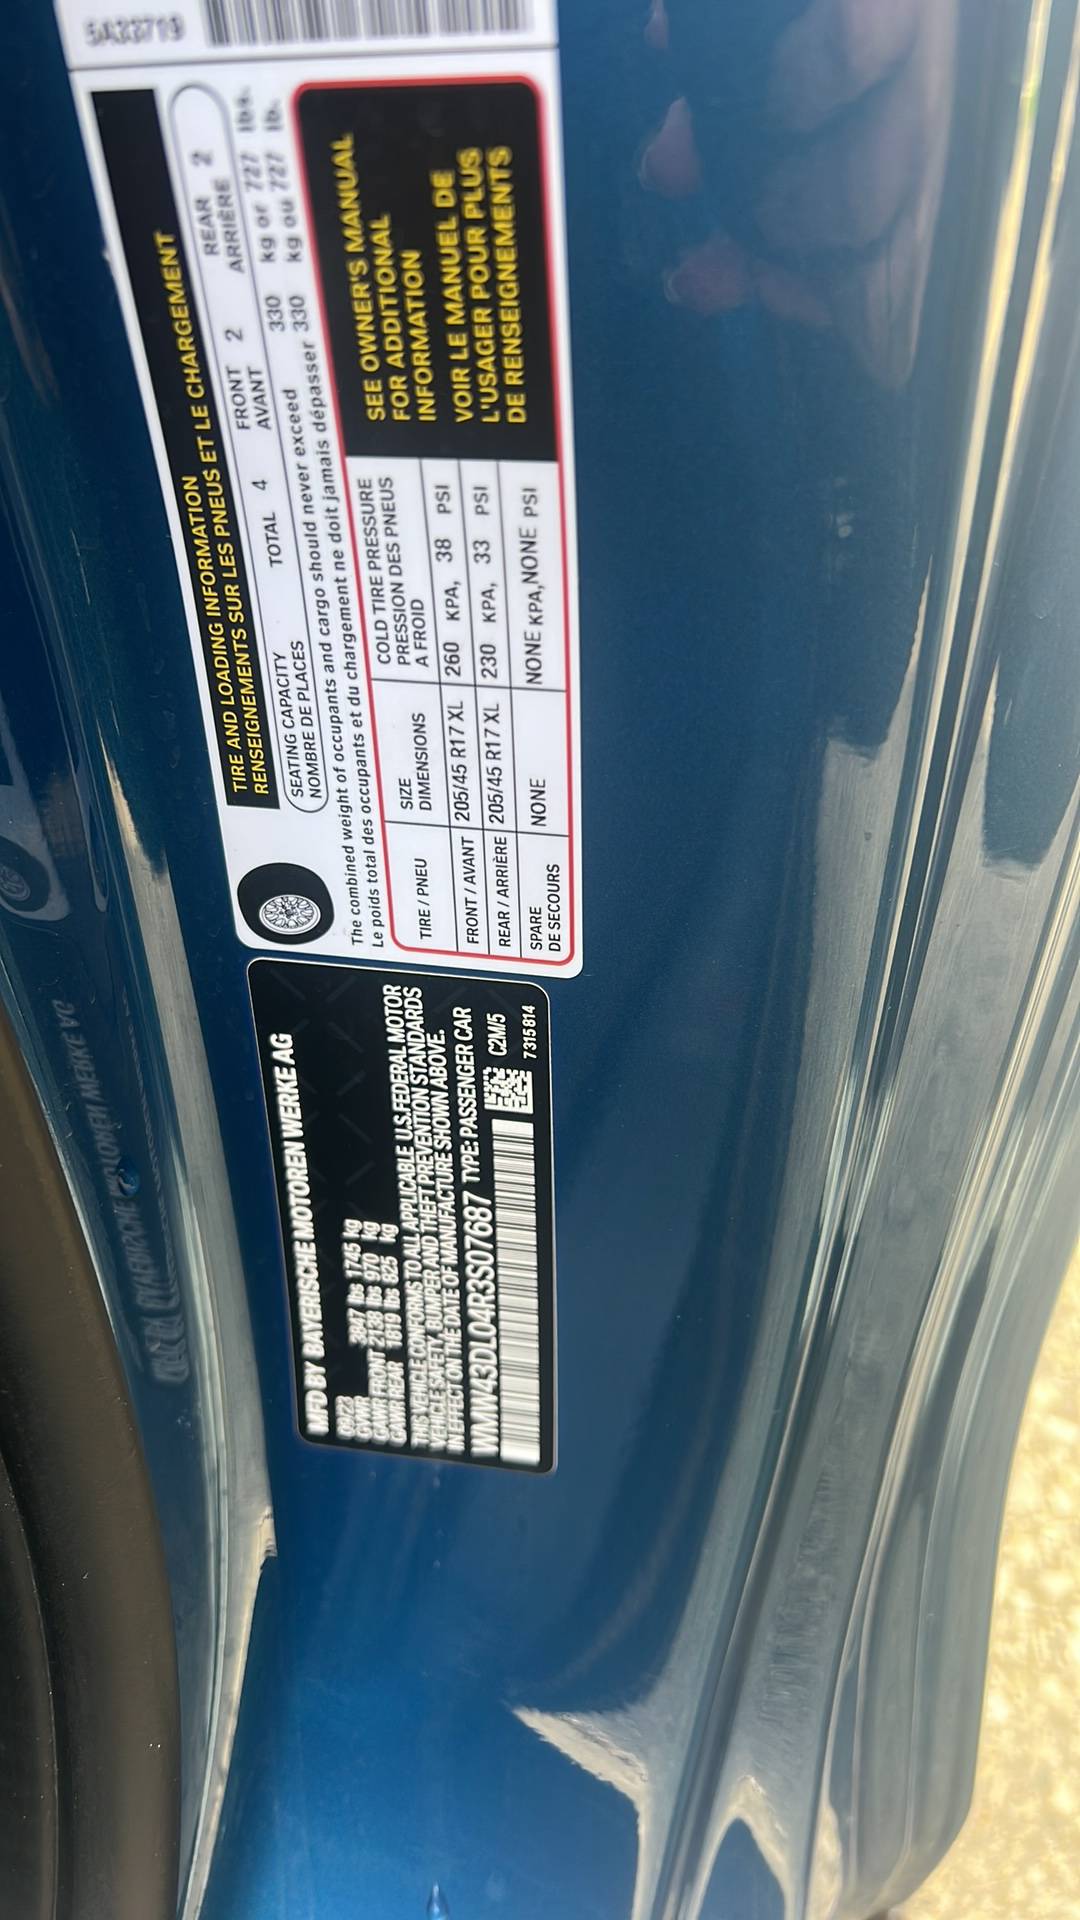 MFD BY BAYERISCHE MOTOREN WERKE AG
09/23
GVWR 3847 lbs 1745 kg
GAWR FRONT 2138 lbs 970 kg
GAWR REAR 1819 lbs 825 kg
THIS VEHICLE CONFORMS TO ALL APPLICABLE U.S.FEDERAL MOTOR
VEHICLE SAFETY, BUMPER,AND THEFT PREVENTION STANDARDS
IN EFFECT ON THE DATE OF MANUFACTURE SHOWN ABOVE.
WMW43DL04R3S07687 TYPE: PASSENGER CAR
C2M/5
7315814
5A33719
TIRE AND LOADING INFORMATION
RENSEIGNEMENTS SUR LES PNEUS ET LE CHARGEMENT
SEATING CAPACITY TOTAL 4 FRONT 2 REAR 2
NOMBRE DE PLACES AVANT ARRIÈRE
The combined weight of occupants and cargo should never exceed 330 kg or 727 lbs.
Le poids total des occupants et du chargement ne doit jamais dépasser 330 kg ou 727 lb.
TIRE / PNEU SIZE DIMENSIONS COLD TIRE PRESSURE PRESSION DES PNEUS A FROID
FRONT / AVANT 205/45 R17 XL 260 KPA, 38 PSI
REAR / ARRIÈRE 205/45 R17 XL 230 KPA, 33 PSI
SPARE DE SECOURS NONE NONE KPA,NONE PSI
SEE OWNER'S MANUAL
FOR ADDITIONAL
INFORMATION
VOIR LE MANUEL DE
L'USAGER POUR PLUS
DE RENSEIGNEMENTS